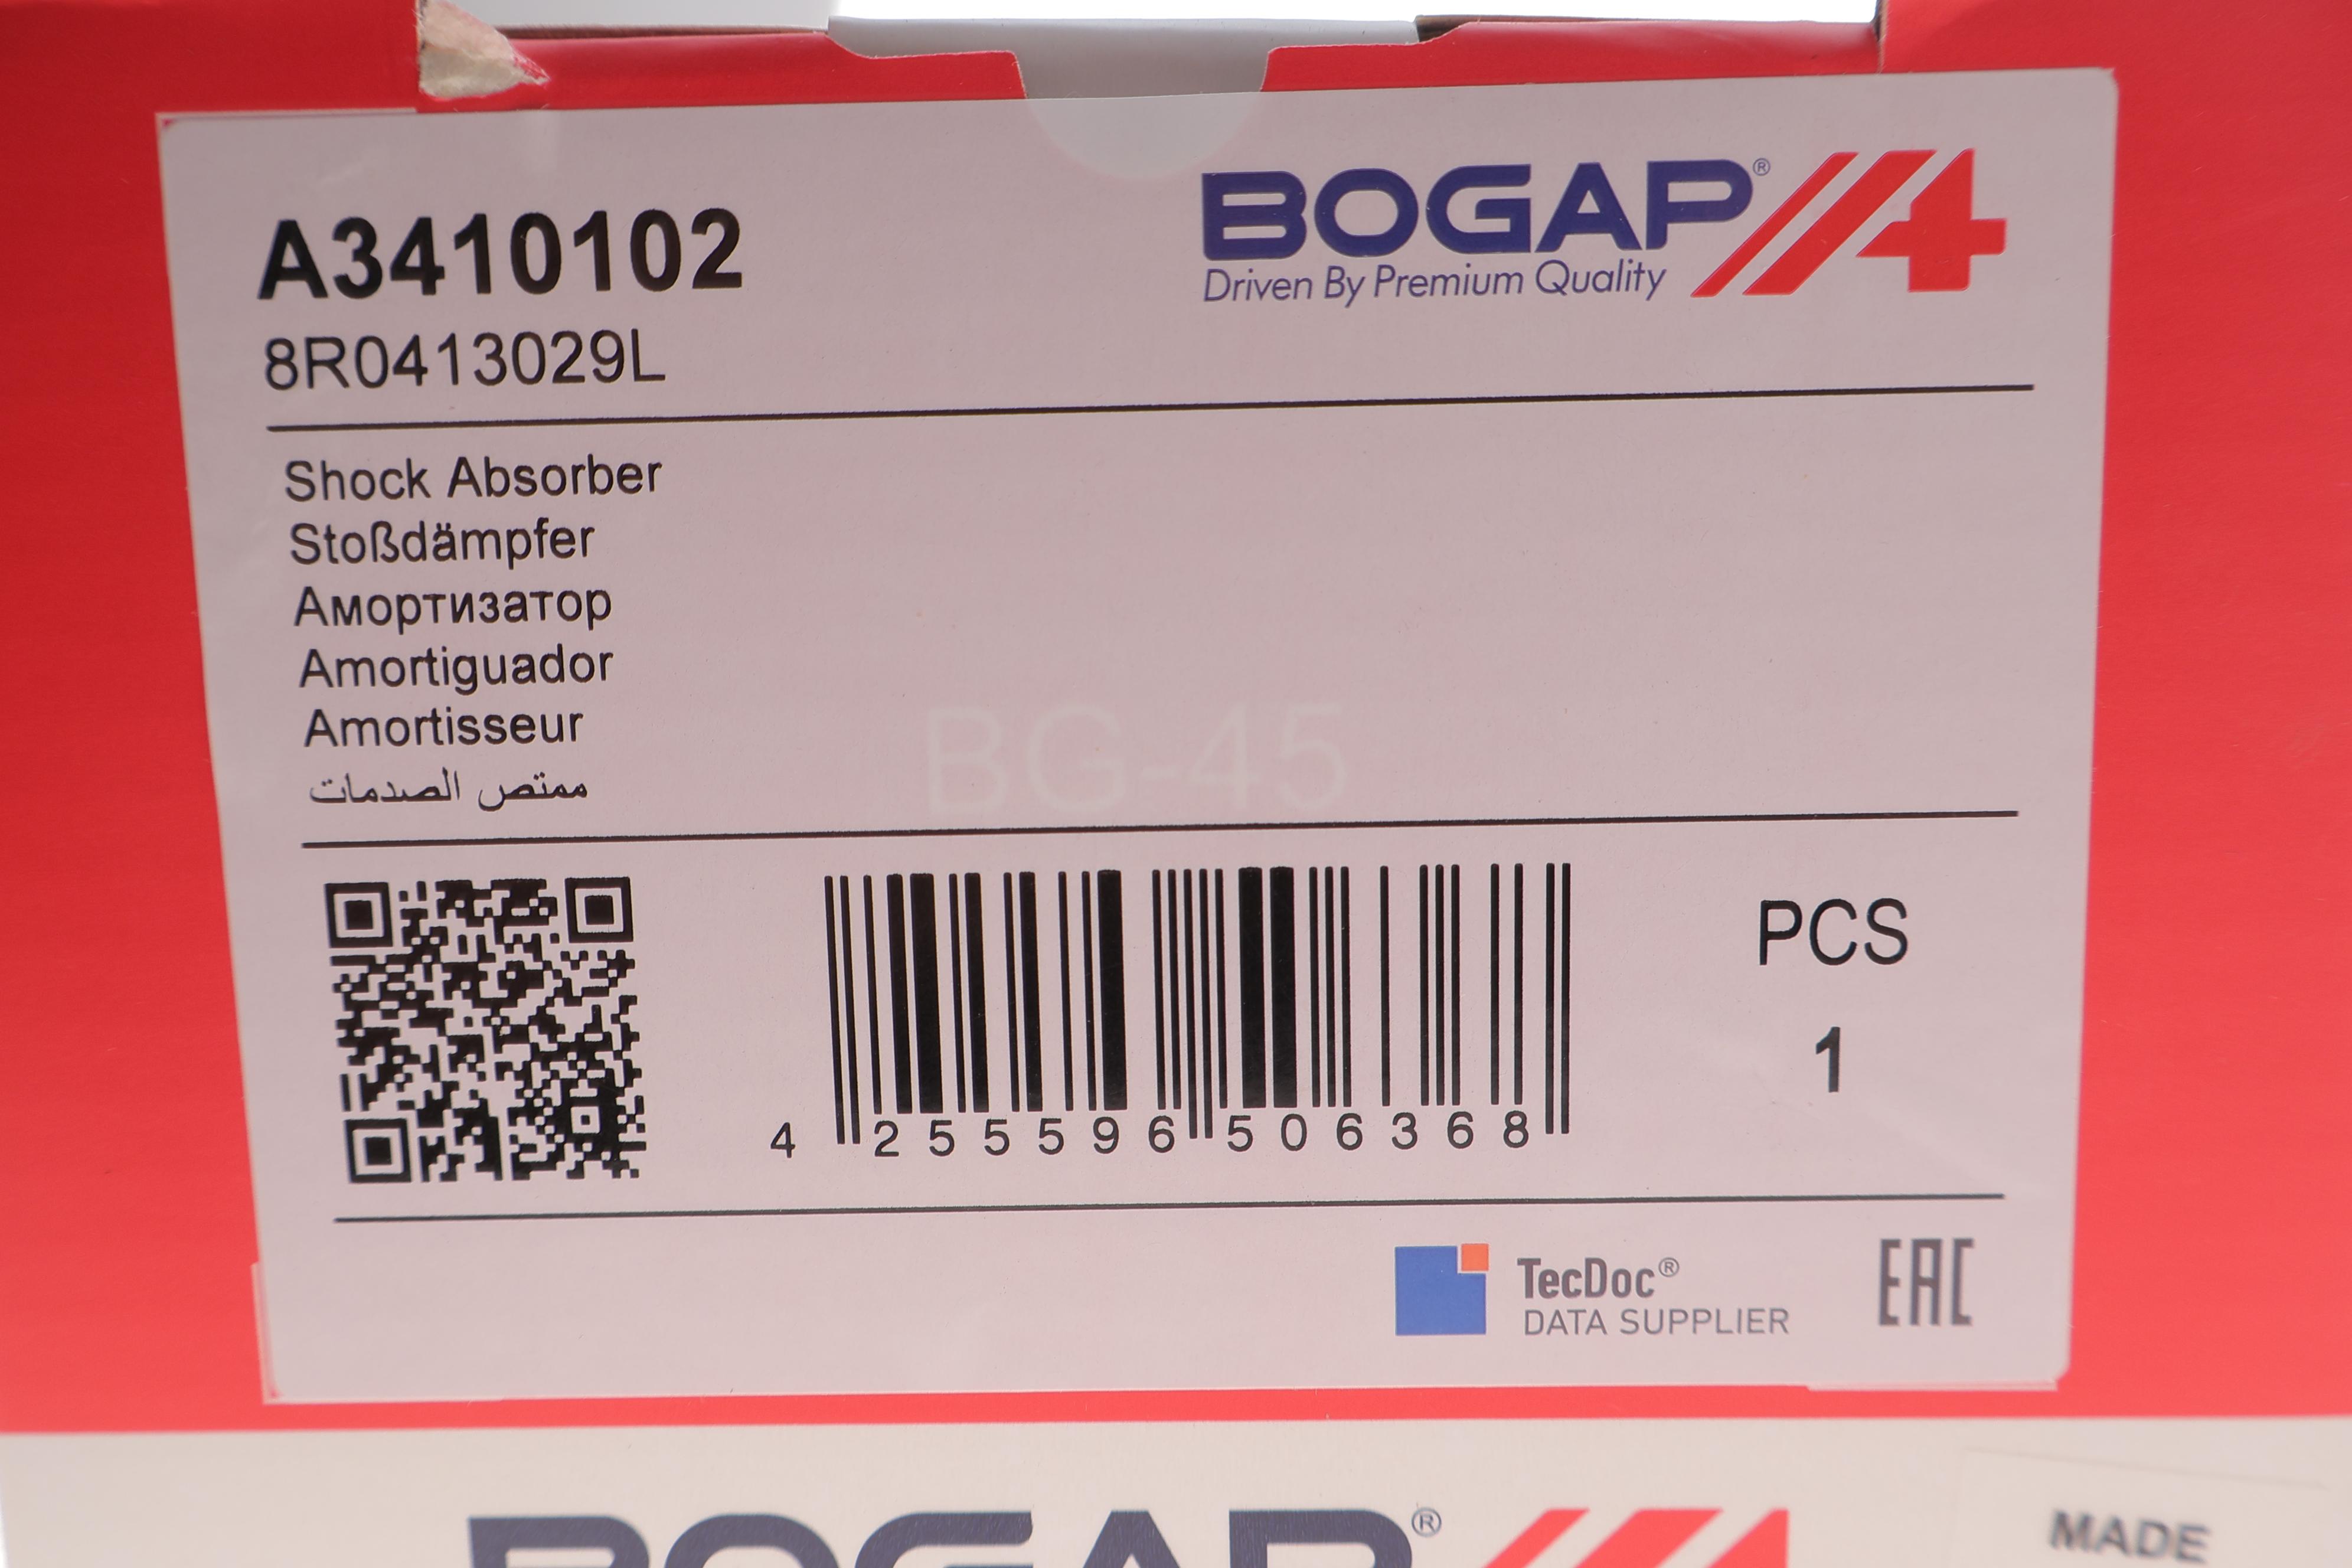 A3410102
8R0413029L
BOGAP®
Driven By Premium Quality
Shock Absorber
Stoßdämpfer
Амортизатор
Amortiguador
Amortisseur
ممتص الصدمات
BG-45
4 255596 506368
PCS
1
TecDoc®
DATA SUPPLIER
EAC
BOGAP®
MADE